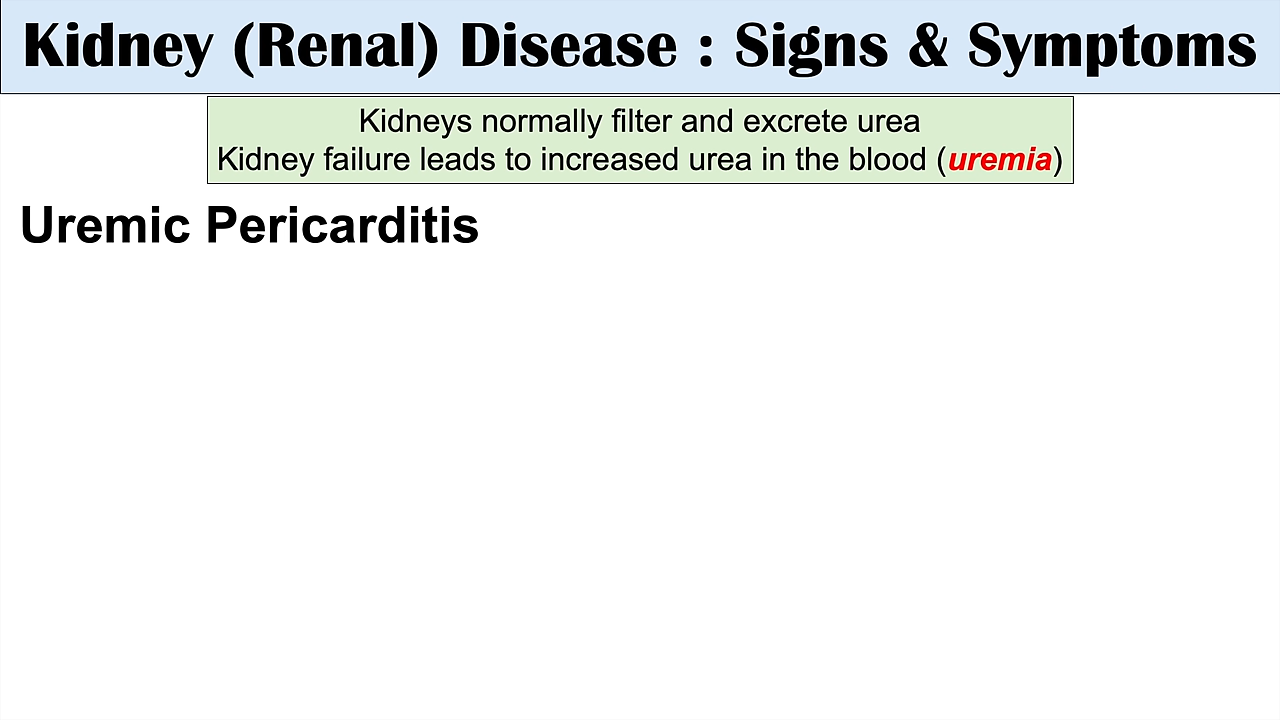 Kidney (Renal) Disease : Signs & Symptoms
Kidneys normally filter and excrete urea
Kidney failure leads to increased urea in the blood (uremia)
Uremic Pericarditis